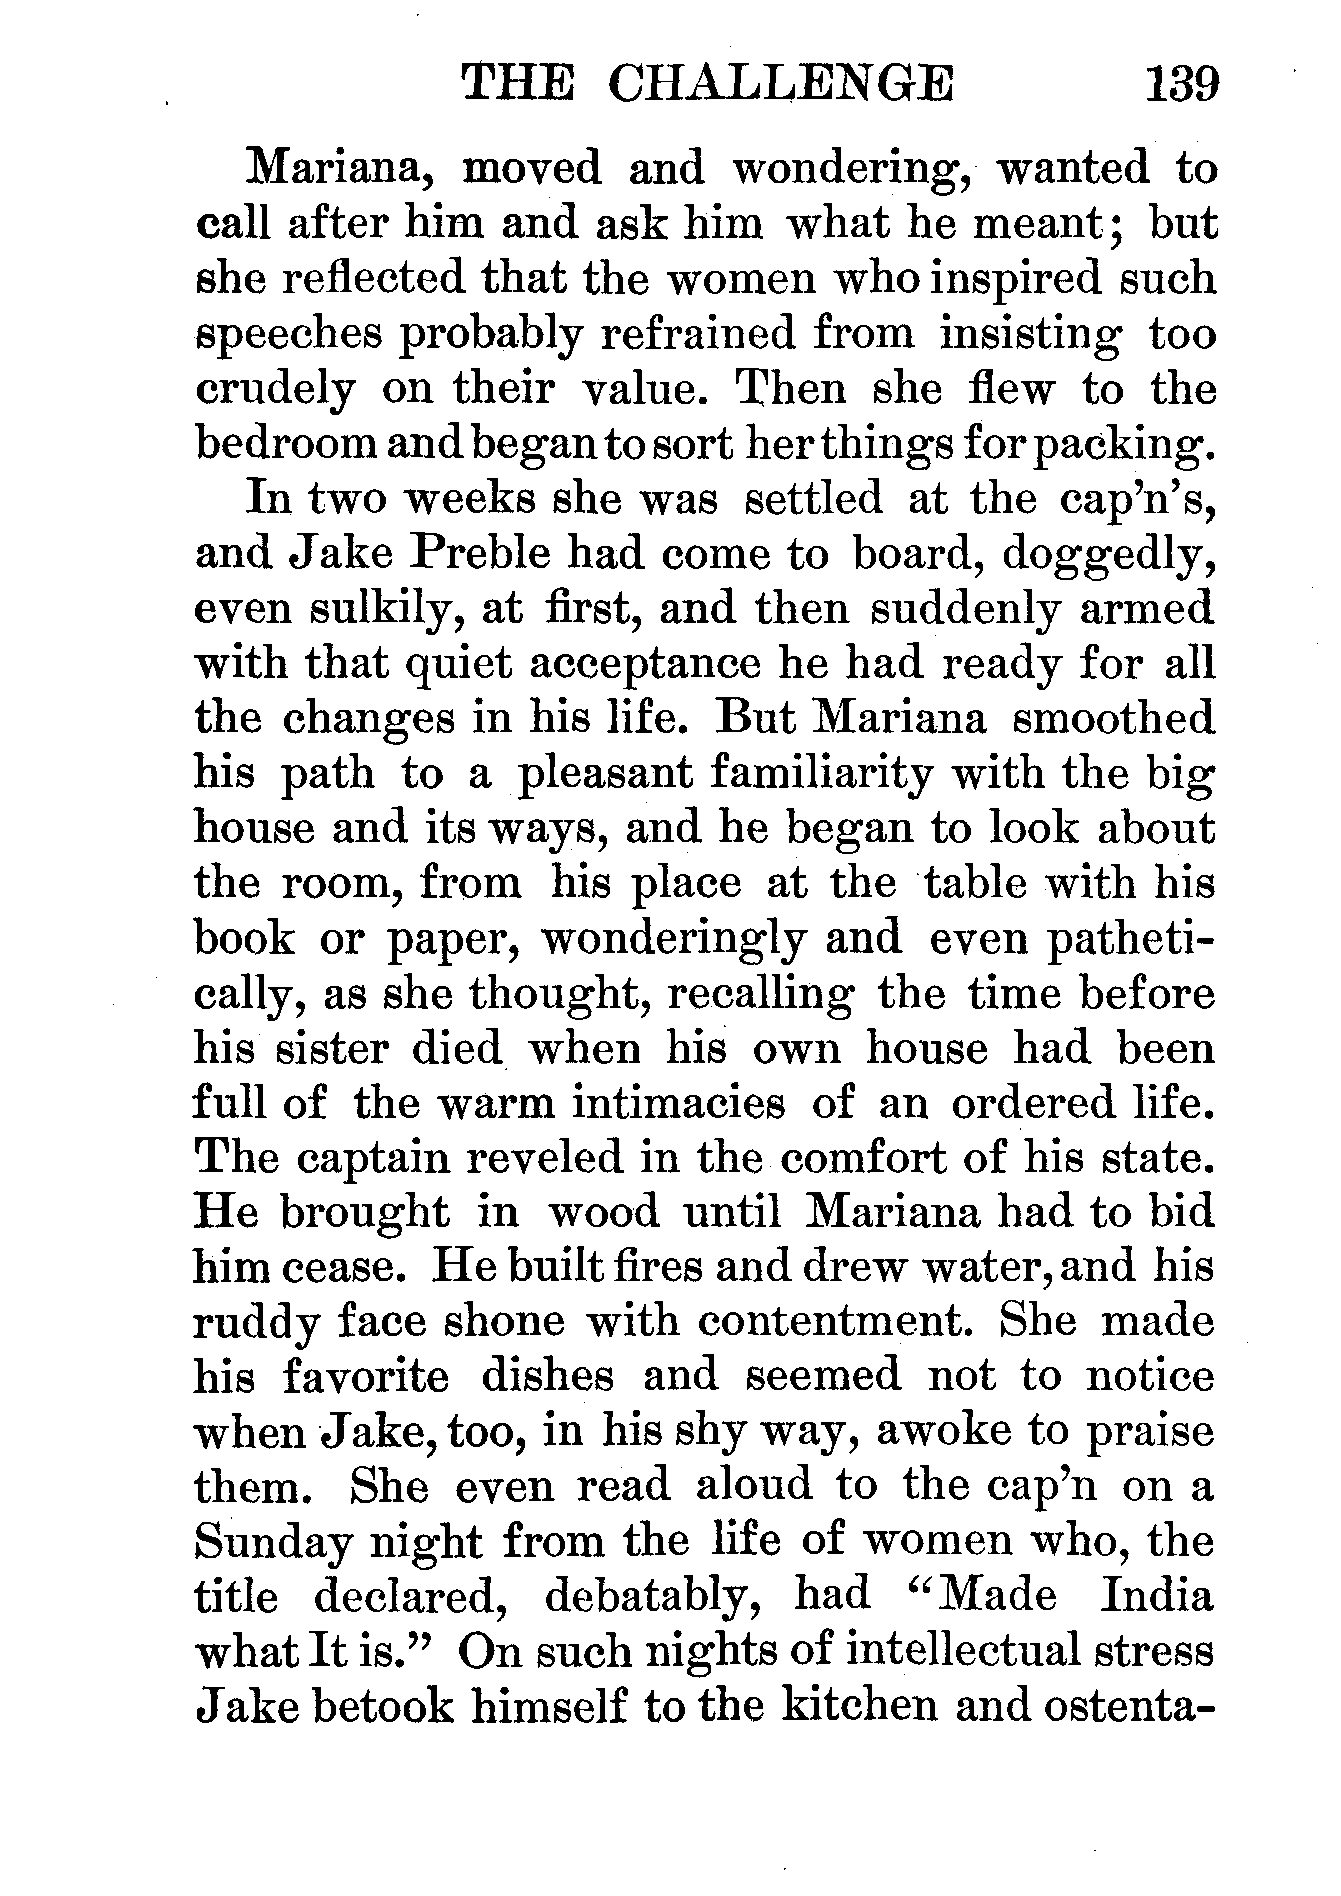 THE CHALLENGE 139
Mariana, moved and wondering, wanted to
call after him and ask him what he meant; but
she reflected that the women who inspired such
speeches probably refrained from insisting too
crudely on their value. Then she flew to the
bedroom and began to sort her things for packing.
In two weeks she was settled at the cap'n's,
and Jake Preble had come to board, doggedly,
even sulkily, at first, and then suddenly armed
with that quiet acceptance he had ready for all
the changes in his life. But Mariana smoothed
his path to a pleasant familiarity with the big
house and its ways, and he began to look about
the room, from his place at the table with his
book or paper, wonderingly and even patheti-
cally, as she thought, recalling the time before
his sister died when his own house had been
full of the warm intimacies of an ordered life.
The captain reveled in the comfort of his state.
He brought in wood until Mariana had to bid
him cease. He built fires and drew water, and his
ruddy face shone with contentment. She made
his favorite dishes and seemed not to notice
when Jake, too, in his shy way, awoke to praise
them. She even read aloud to the cap'n on a
Sunday night from the life of women who, the
title declared, debatably, had "Made India
what It is." On such nights of intellectual stress
Jake betook himself to the kitchen and ostenta-